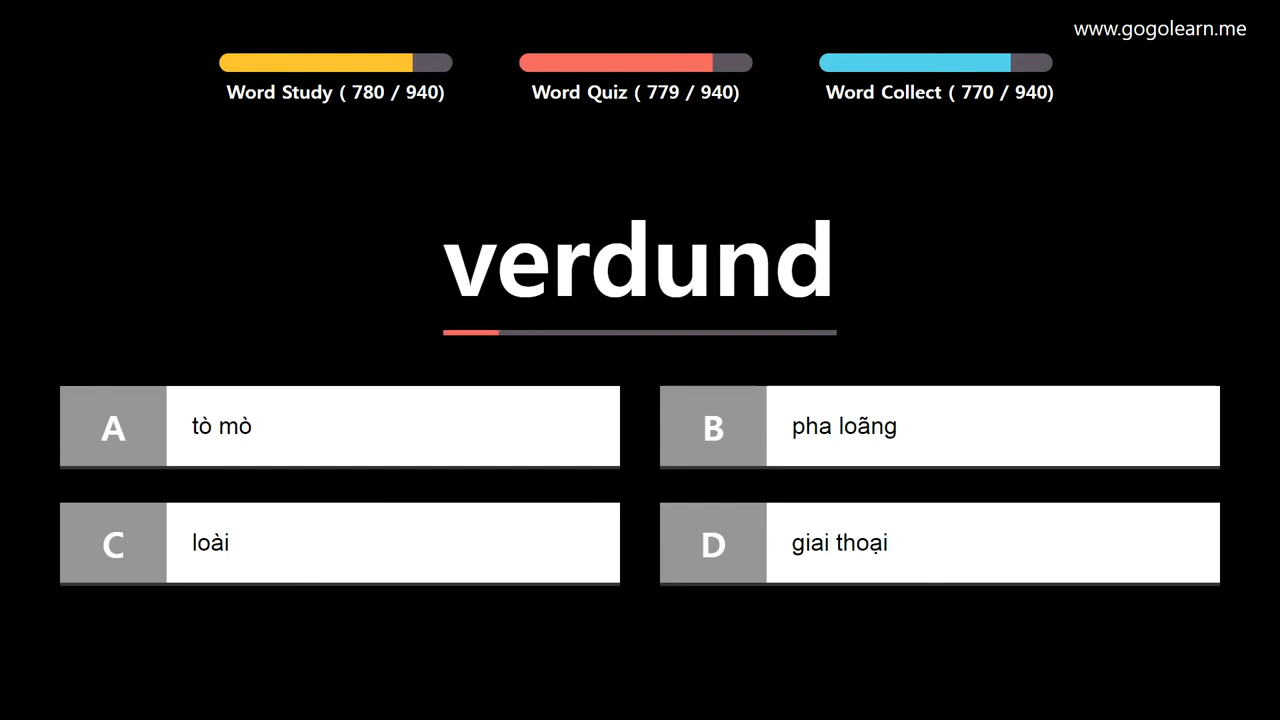 www.gogolearn.me
Word Study ( 780 / 940)
Word Quiz ( 779 / 940)
Word Collect ( 770 / 940)
verdund
A tò mò
B pha loãng
C loài
D giai thoại